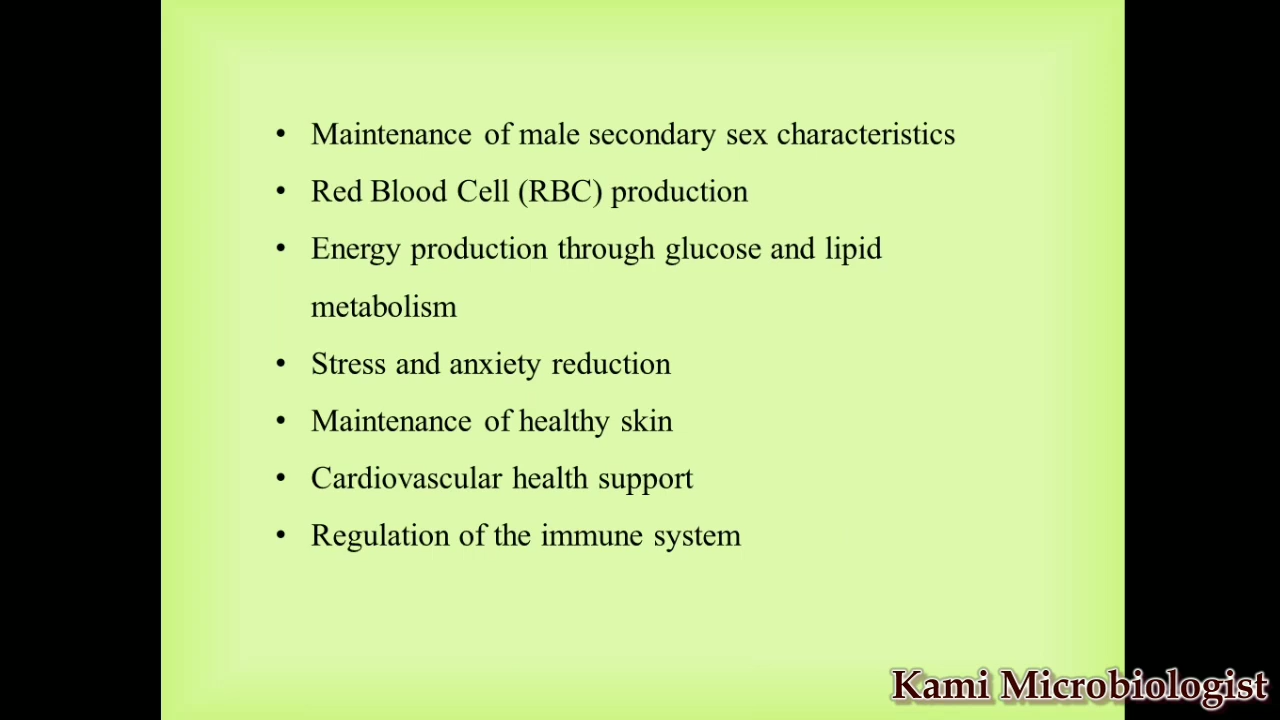 • Maintenance of male secondary sex characteristics
• Red Blood Cell (RBC) production
• Energy production through glucose and lipid
metabolism
• Stress and anxiety reduction
• Maintenance of healthy skin
• Cardiovascular health support
• Regulation of the immune system
Kami Microbiologist